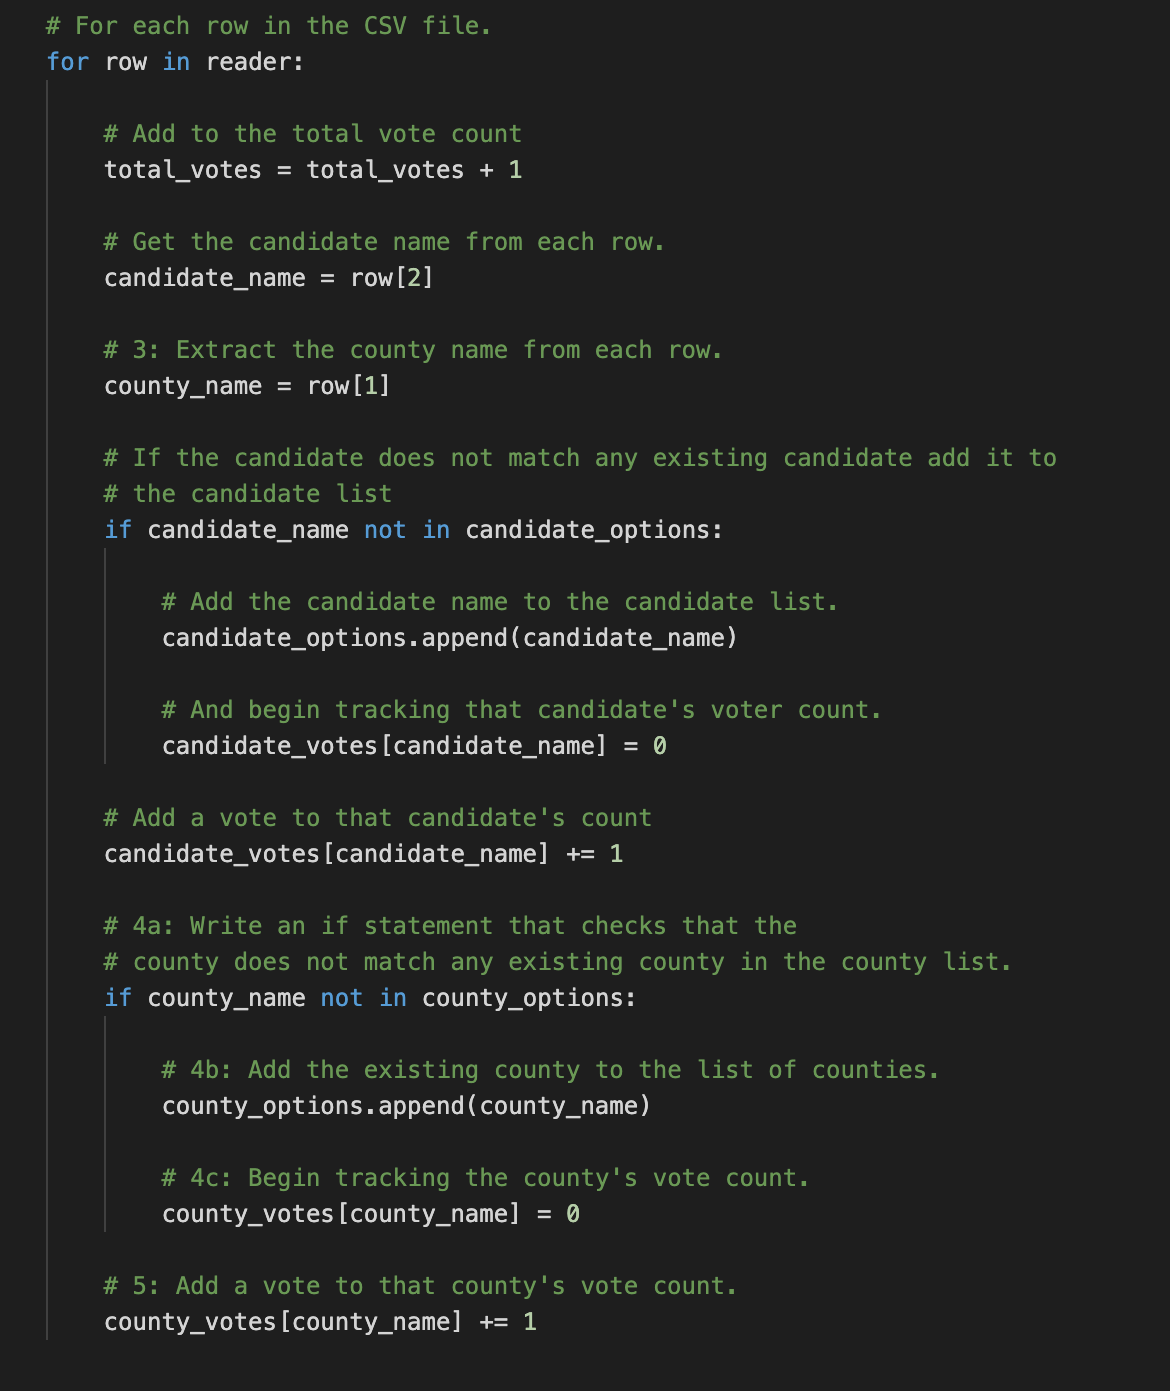 # For each row in the CSV file.
for row in reader:
# Add to the total vote count
total_votes = total_votes + 1
# Get the candidate name from each row.
candidate_name = row[2]
# 3: Extract the county name from each row.
county_name = row[1]
# If the candidate does not match any existing candidate add it to
# the candidate list
if candidate_name not in candidate_options:
# Add the candidate name to the candidate list.
candidate_options.append(candidate_name)
# And begin tracking that candidate's voter count.
candidate_votes[candidate_name] = 0
# Add a vote to that candidate's count
candidate_votes[candidate_name] += 1
# 4a: Write an if statement that checks that the
# county does not match any existing county in the county list.
if county_name not in county_options:
# 4b: Add the existing county to the list of counties.
county_options.append(county_name)
# 4c: Begin tracking the county's vote count.
county_votes[county_name] = 0
# 5: Add a vote to that county's vote count.
county_votes[county_name] += 1